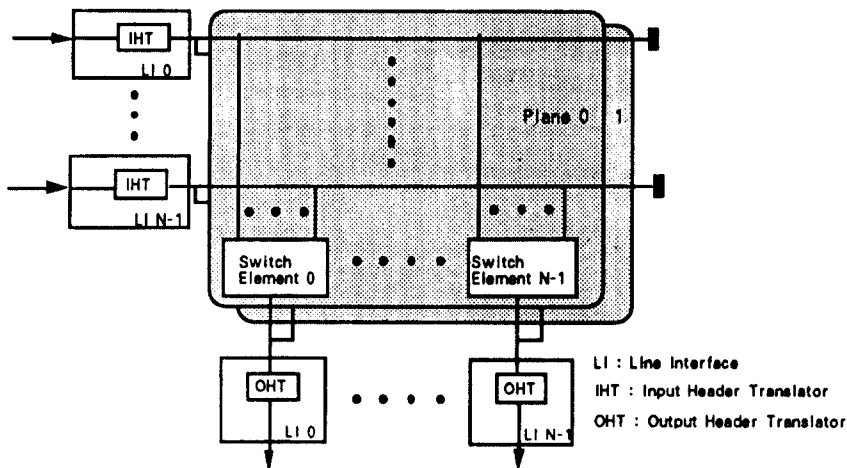 IHT
LI 0
Plane 0 1
IHT
LI N-1
Switch
Element 0
Switch
Element N-1
OHT
LI 0
OHT
LI N-1
LI : Line Interface
IHT : Input Header Translator
OHT : Output Header Translator